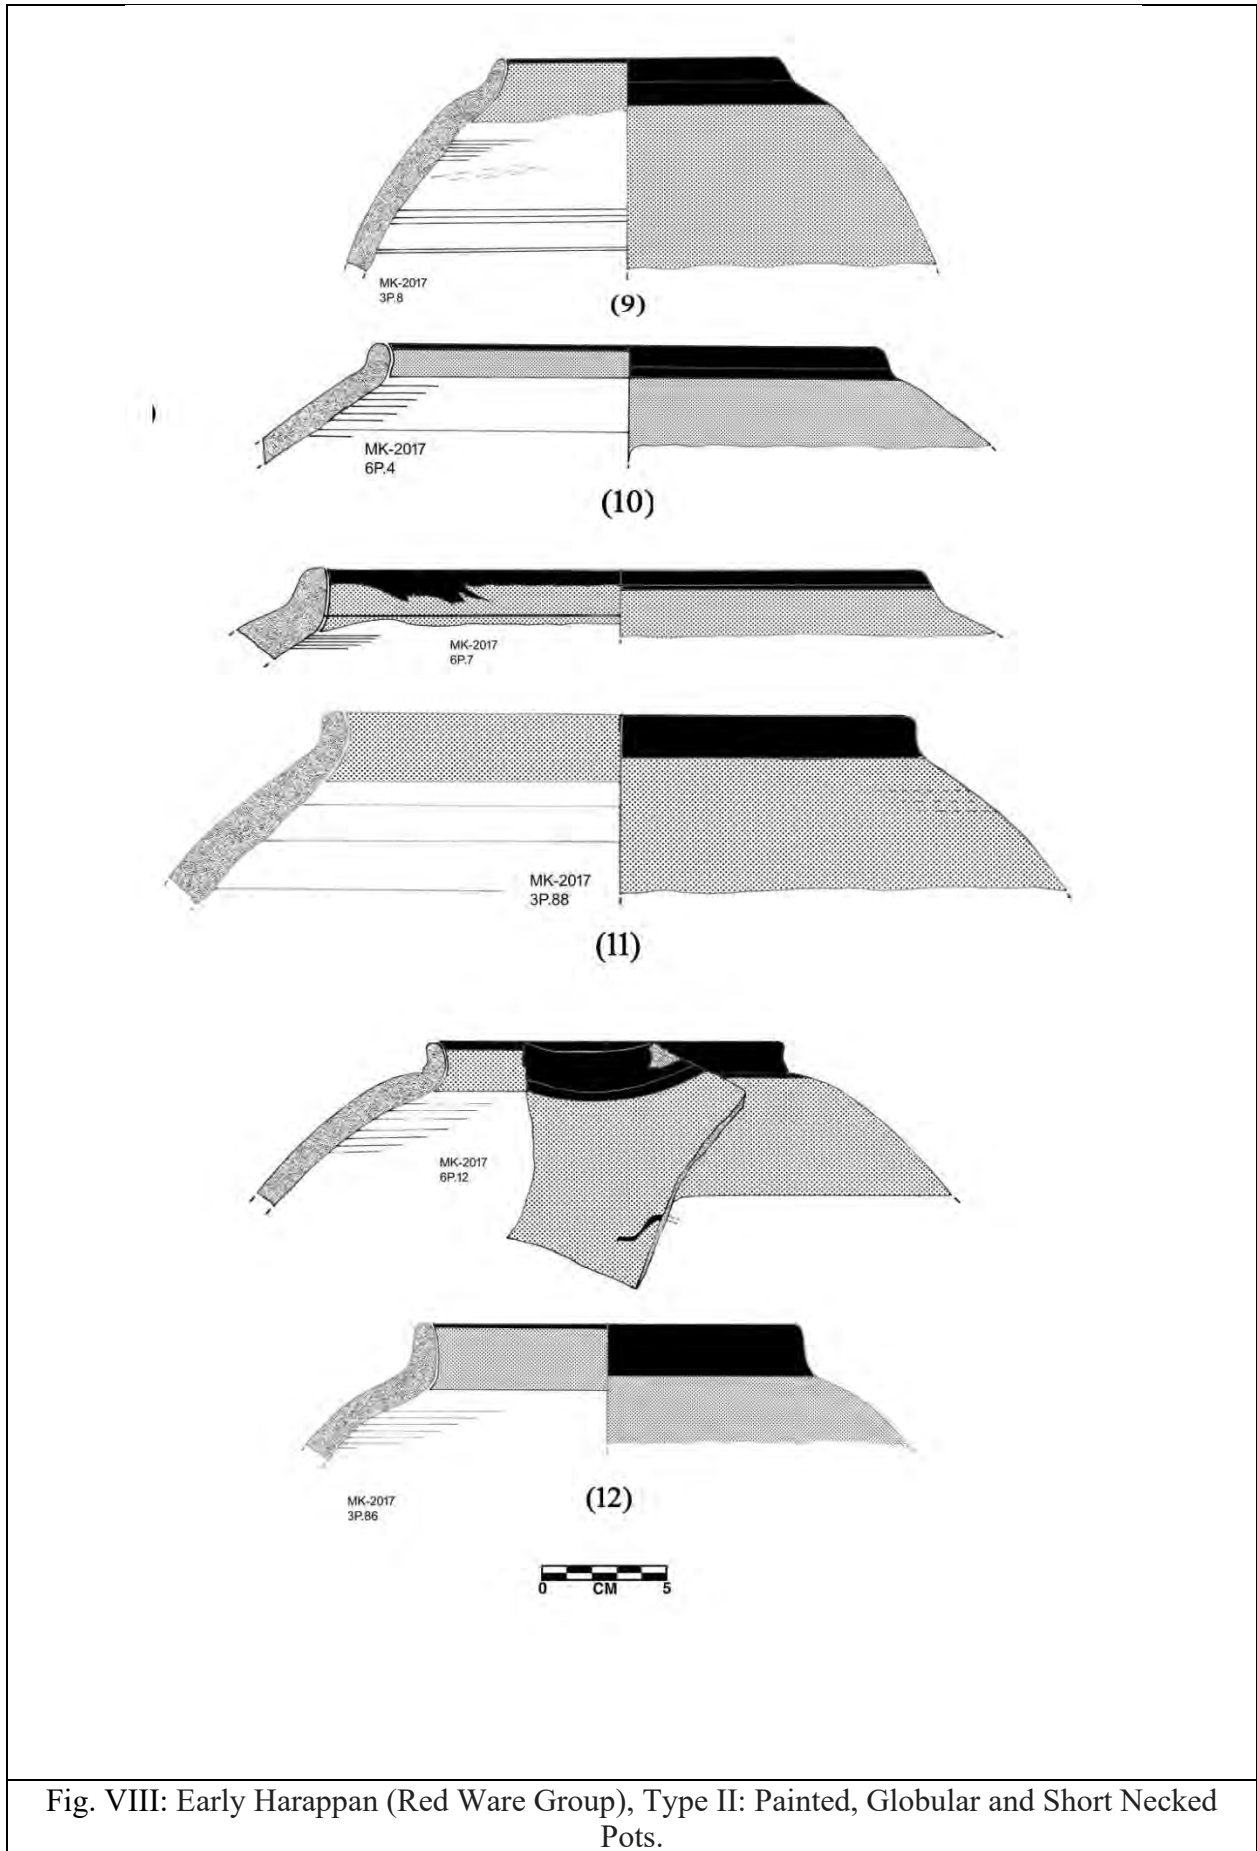 MK-2017
3P.8
(9)
MK-2017
6P.4
(10)
MK-2017
6P.7
MK-2017
3P.88
(11)
MK-2017
6P.12
MK-2017
3P.86
(12)
0 CM 5
Fig. VIII: Early Harappan (Red Ware Group), Type II: Painted, Globular and Short Necked
Pots.